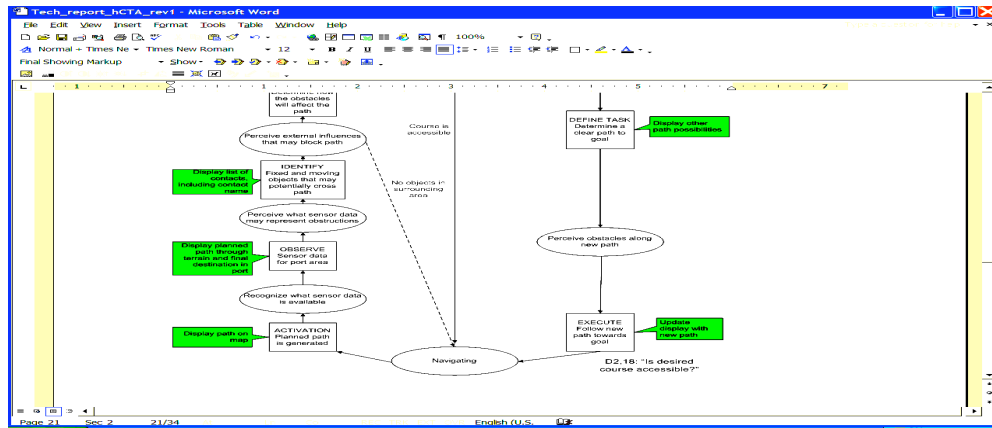 Tech_report_hCTA_rev1 - Microsoft Word
File Edit View Insert Format Tools Table Window Help
100%
Normal + Times Ne Times New Roman 12 B I U
Final Showing Markup Show
1 1 2 3 4 5 7
the obstacles
will affect the
path
Perceive external influences
that may block path
IDENTIFY
Fixed and moving
objects that may
potentially cross
path
Display list of
contacts,
including contact
name
Perceive what sensor data
may represent obstructions
OBSERVE
Sensor data
for port area
Display planned
path through
terrain and final
destination in
port
Recognize what sensor data
is available
ACTIVATION
Planned path
is generated
Display path on
map
Course is
accessible
No objects in
surrounding
area
Navigating
DEFINE TASK
Determine a
clear path to
goal
Display other
path possibilities
Perceive obstacles along
new path
EXECUTE
Follow new
path towards
goal
Update
display with
new path
D2.18: "Is desired
course accessible?"
Page 21 Sec 2 21/34 English (U.S.